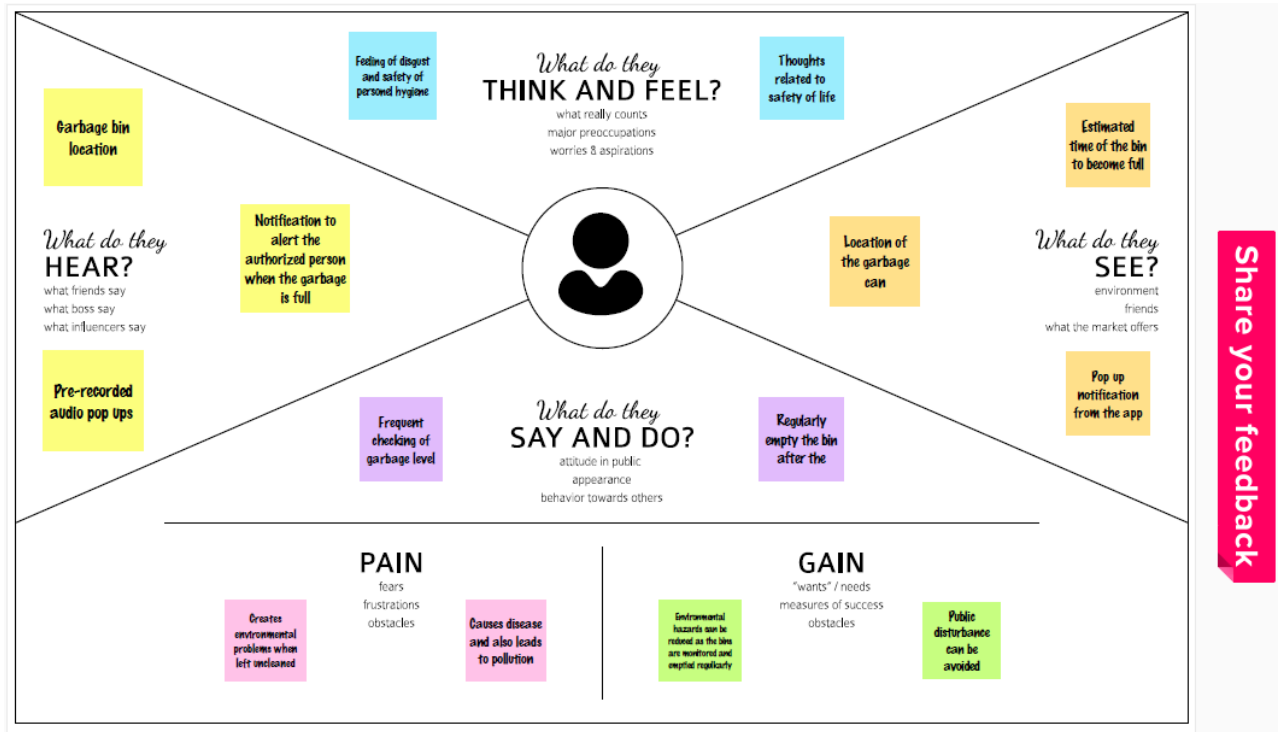 What do they
THINK AND FEEL?
what really counts
major preoccupations
worries & aspirations
Feeling of disgust
and safety of
personel hygiene
Thoughts
related to
safety of life
What do they
HEAR?
what friends say
what boss say
what influencers say
Garbage bin
location
Notification to
alert the
authorized person
when the garbage
is full
Pre-recorded
audio pop ups
What do they
SEE?
environment
friends
what the market offers
Estimated
time of the bin
to become full
Location of
the garbage
can
Pop up
notification
from the app
What do they
SAY AND DO?
attitude in public
appearance
behavior towards others
Frequent
checking of
garbage level
Regularly
empty the bin
after the
PAIN
fears
frustrations
obstacles
Creates
environmental
problems when
left uncleaned
Causes disease
and also leads
to pollution
GAIN
"wants" / needs
measures of success
obstacles
Environmental
hazards can be
reduced as the bins
are monitored and
emptied regulkarly
Public
disturbance
can be
avoided
Share your feedback